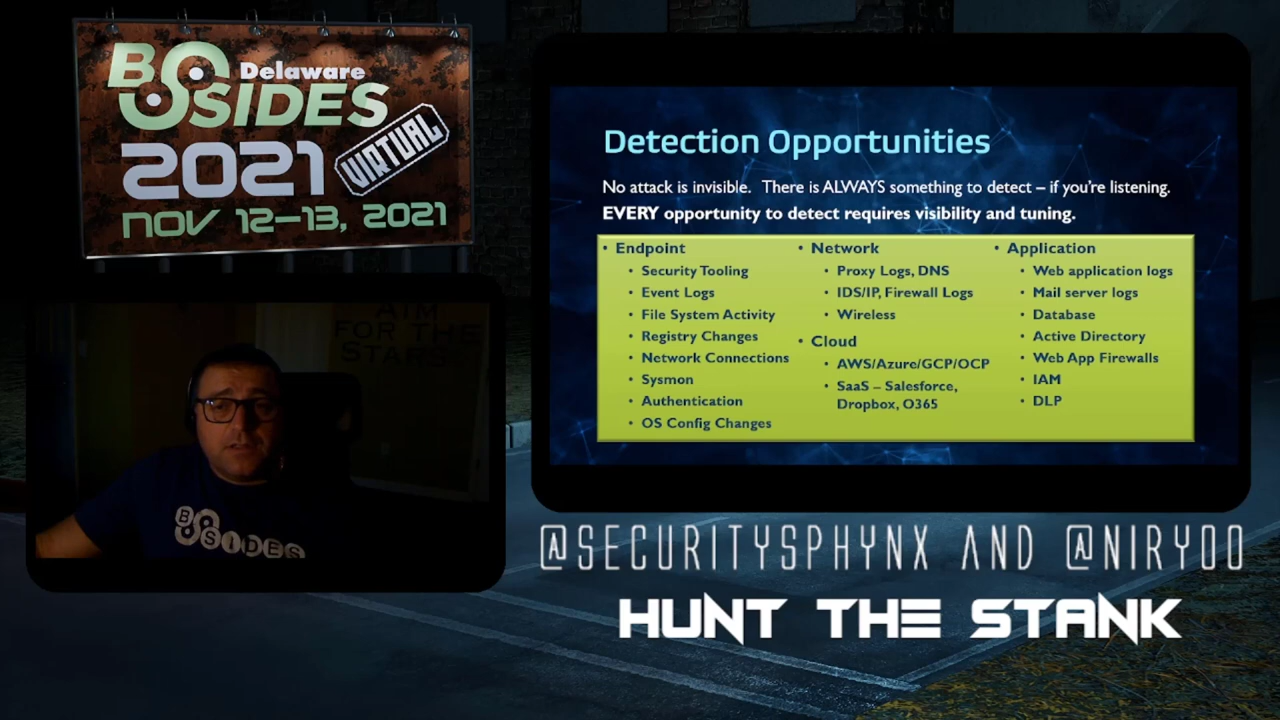 BSIDES
Delaware
2021
VIRTUAL
NOV 12-13, 2021
AIM
FOR THE
STARS!
BSIDES
Detection Opportunities
No attack is invisible. There is ALWAYS something to detect – if you're listening.
EVERY opportunity to detect requires visibility and tuning.
• Endpoint
• Security Tooling
• Event Logs
• File System Activity
• Registry Changes
• Network Connections
• Sysmon
• Authentication
• OS Config Changes
• Network
• Proxy Logs, DNS
• IDS/IP, Firewall Logs
• Wireless
• Cloud
• AWS/Azure/GCP/OCP
• SaaS – Salesforce,
Dropbox, O365
• Application
• Web application logs
• Mail server logs
• Database
• Active Directory
• Web App Firewalls
• IAM
• DLP
@SECURITYSPHYNX AND @NIRYOO
HUNT THE STANK